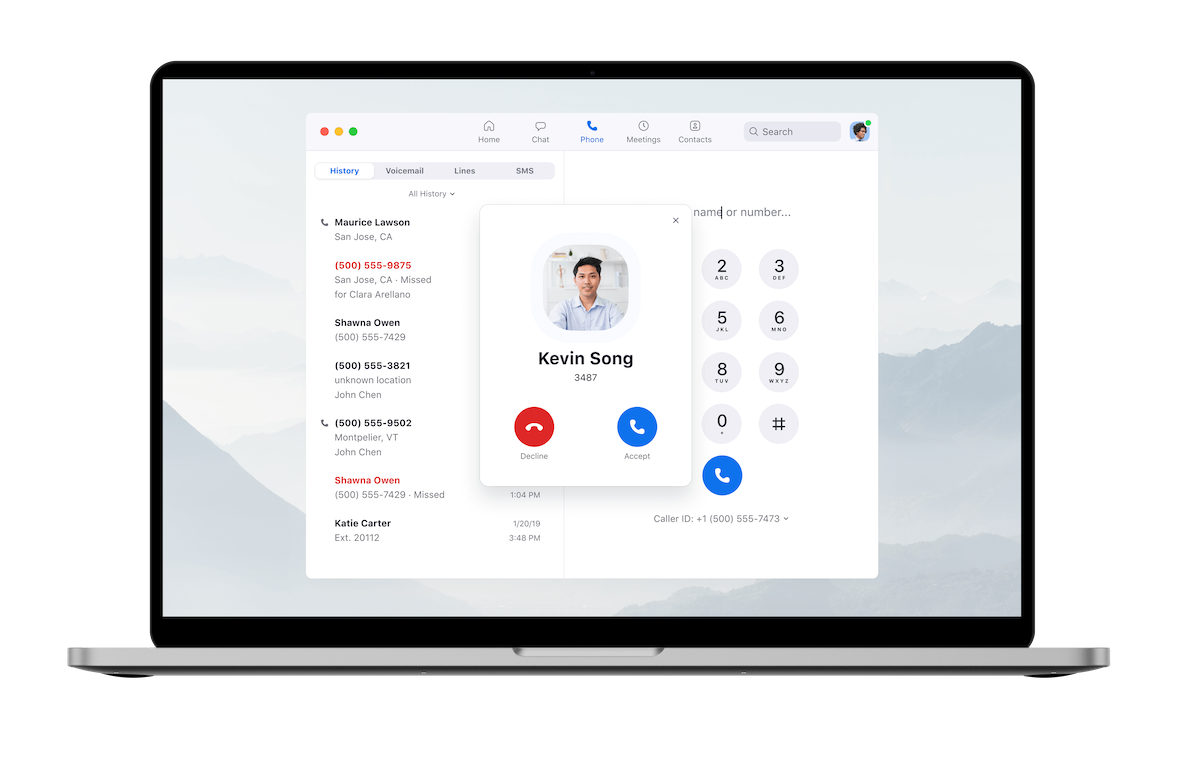 Home
Chat
Phone
Meetings
Contacts
Search
History
Voicemail
Lines
SMS
All History
Maurice Lawson
San Jose, CA
(500) 555-9875
San Jose, CA · Missed
for Clara Arellano
Shawna Owen
(500) 555-7429
(500) 555-3821
unknown location
John Chen
(500) 555-9502
Montpelier, VT
John Chen
Shawna Owen
(500) 555-7429 · Missed
1:04 PM
Katie Carter
1/20/19
Ext. 20112
3:48 PM
Kevin Song
3487
Decline
Accept
name or number...
2
ABC
3
DEF
5
JKL
6
MNO
8
TUV
9
WXYZ
0
+
#
Caller ID: +1 (500) 555-7473